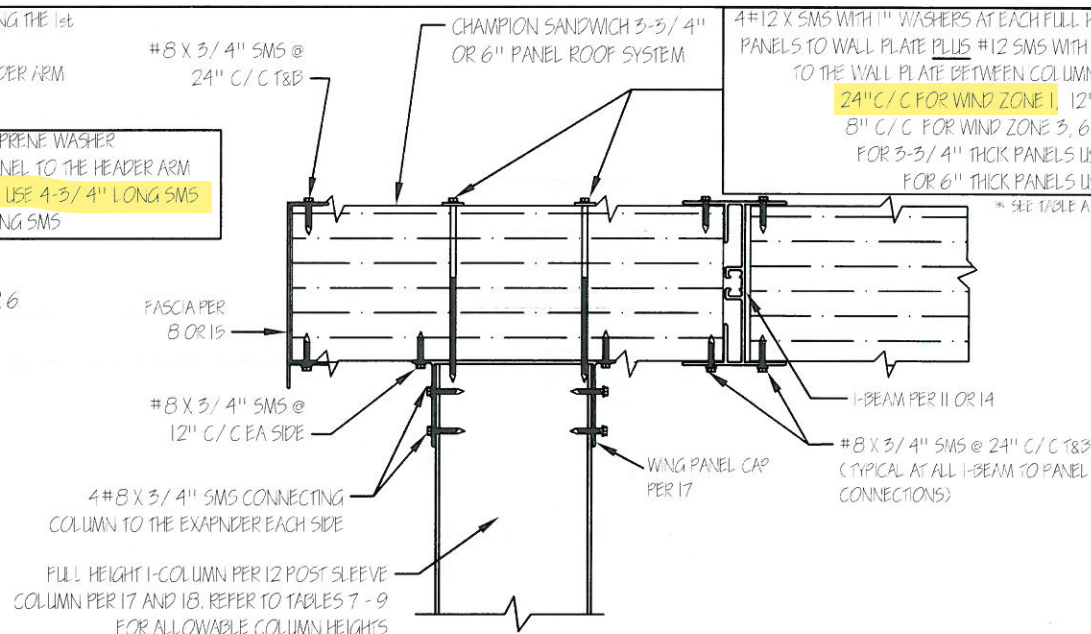 NG THE 1st
DER ARM
#8 X 3/4" SMS @
24" C/C T&B
CHAMPION SANDWICH 3-3/4"
OR 6" PANEL ROOF SYSTEM
4#12 X SMS WITH 1" WASHERS AT EACH FULL H
PANELS TO WALL PLATE PLUS #12 SMS WITH
TO THE WALL PLATE BETWEEN COLUMN
24" C/C FOR WIND ZONE 1, 12"
8" C/C FOR WIND ZONE 3, 6
FOR 3-3/4" THCK PANELS US
FOR 6" THICK PANELS US
* SEE TABLE A
PRENE WASHER
NEL TO THE HEADER ARM
USE 4-3/4" LONG SMS
NG SMS
6
FASCIA PER
8 OR 15
#8 X 3/4" SMS @
12" C/C EA SIDE
I-BEAM PER 11 OR 14
WING PANEL CAP
PER 17
#8 X 3/4" SMS @ 24" C/C T&B
(TYPICAL AT ALL I-BEAM TO PANEL
CONNECTIONS)
4#8 X 3/4" SMS CONNECTING
COLUMN TO THE EXAPNDER EACH SIDE
FULL HEIGHT I-COLUMN PER 12 POST SLEEVE
COLUMN PER 17 AND 18. REFER TO TABLES 7 - 9
FOR ALLOWABLE COLUMN HEIGHTS